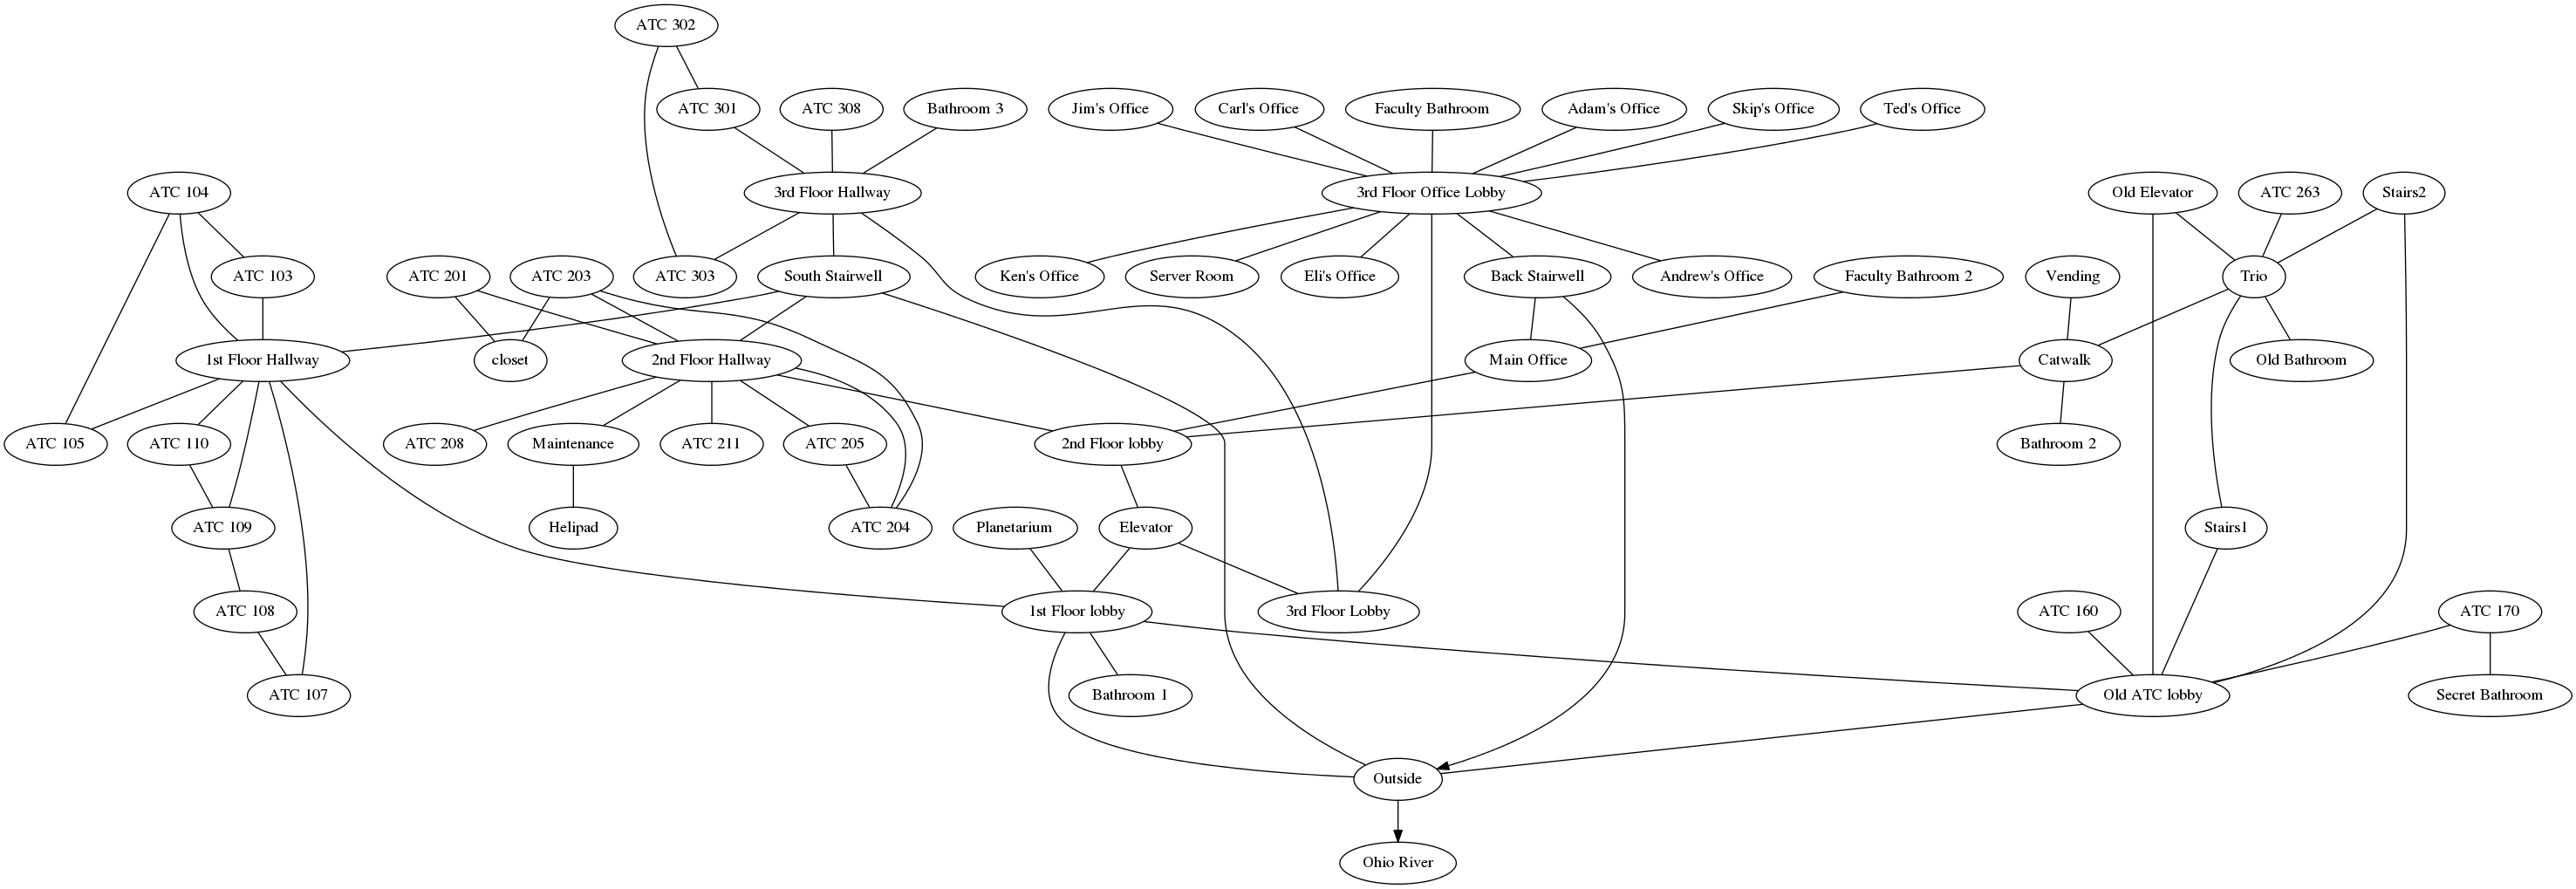 ATC 302
ATC 301
ATC 308
Bathroom 3
Jim's Office
Carl's Office
Faculty Bathroom
Adam's Office
Skip's Office
Ted's Office
ATC 104
3rd Floor Hallway
3rd Floor Office Lobby
Old Elevator
ATC 263
Stairs2
ATC 103
ATC 201
ATC 203
ATC 303
South Stairwell
Ken's Office
Server Room
Eli's Office
Back Stairwell
Andrew's Office
Faculty Bathroom 2
Vending
Trio
1st Floor Hallway
closet
2nd Floor Hallway
Main Office
Catwalk
Old Bathroom
ATC 105
ATC 110
ATC 208
Maintenance
ATC 211
ATC 205
2nd Floor lobby
Bathroom 2
ATC 109
Helipad
ATC 204
Planetarium
Elevator
Stairs1
ATC 108
1st Floor lobby
3rd Floor Lobby
ATC 160
ATC 170
ATC 107
Bathroom 1
Old ATC lobby
Secret Bathroom
Outside
Ohio River